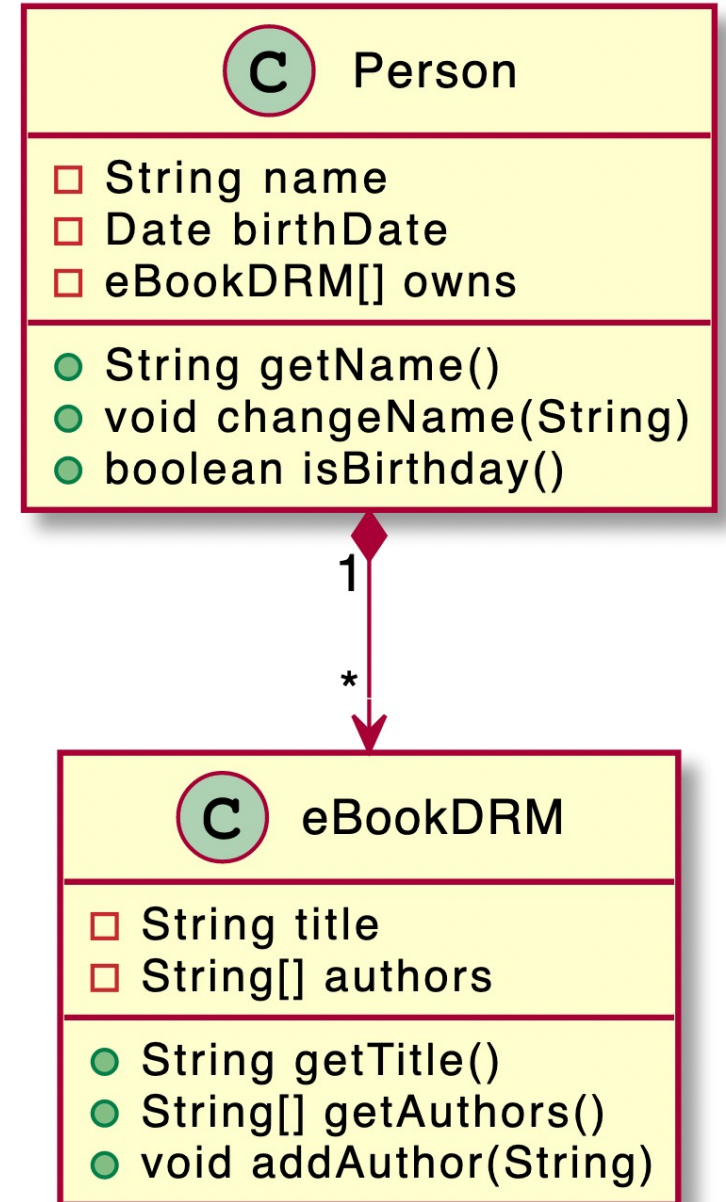 C Person
String name
Date birthDate
eBookDRM[] owns
String getName()
void changeName(String)
boolean isBirthday()
1
*
C eBookDRM
String title
String[] authors
String getTitle()
String[] getAuthors()
void addAuthor(String)